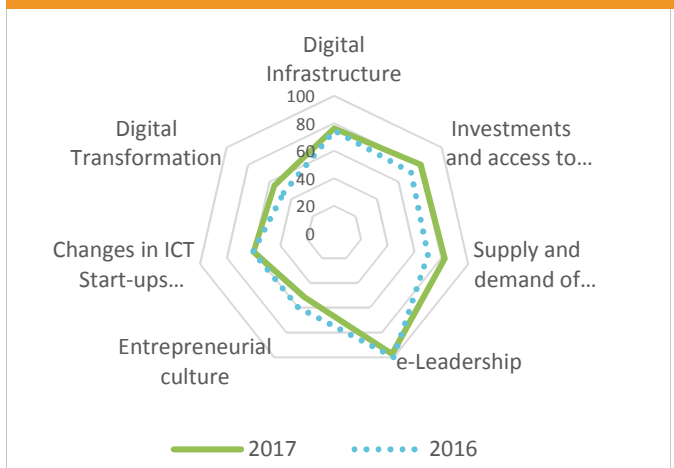 Digital
Infrastructure
100
80
60
40
20
0
Investments
and access to...
Supply and
demand of...
e-Leadership
Entrepreneurial
culture
Changes in ICT
Start-ups...
Digital
Transformation
2017
2016